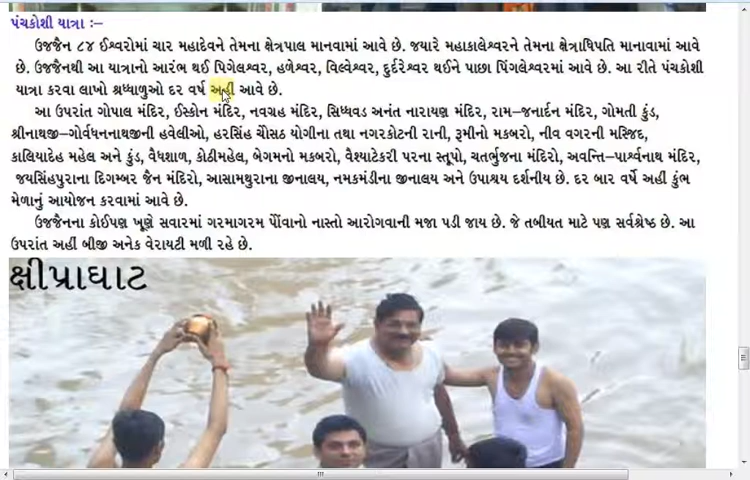 પંચકોશી યાત્રા :–
ઉજ્જૈન ૮૪ ઈશ્વરોમાં ચાર મહાદેવને તેમના ક્ષેત્રપાલ માનવામાં આવે છે. જયારે મહાકાલેશ્વરને તેમના ક્ષેત્રાધિપતિ માનાવામાં આવે
છે. ઉજ્જૈનથી આ યાત્રાનો આરંભ થઈ પિગેલશ્વર, હળેશ્વર, વિલ્વેશ્વર, દુર્દરેશ્વર થઈને પાછા પિંગલેશ્વરમાં આવે છે. આ રીતે પંચકોશી
યાત્રા કરવા લાખો શ્રધ્ધાળુઓ દર વર્ષ અહીં આવે છે.
આ ઉપરાંત ગોપાલ મંદિર, ઈસ્કોન મંદિર, નવગ્રહ મંદિર, સિધ્ધવડ અનંત નારાયણ મંદિર, રામ–જનાર્દન મંદિર, ગોમતી કુંડ,
શ્રીનાથજી–ગોર્વધનનાથજીની હવેલીઓ, હરસિંહ ચૌસઠ યોગીના તથા નગરકોટની રાની, રૂમીનો મકબરો, નીવ વગરની મસ્જિદ,
કાલિયાદેહ મહેલ અને કુંડ, વૈધશાળ, કોઠીમહેલ, બેગમનો મકબરો, વૈશ્યાટેકરી પરના સ્તૂપો, ચતર્ભુજના મંદિરો, અવન્તિ–પાર્શ્વનાથ મંદિર,
જયસિંહપુરાના દિગમ્બર જૈન મંદિરો, આસામથુરાના જીનાલય, નમકમંડીના જીનાલય અને ઉપાશ્રય દર્શનીય છે. દર બાર વર્ષે અહીં કુંભ
મેળાનું આયોજન કરવામાં આવે છે.
ઉજ્જૈનના કોઈપણ ખૂણે સવારમાં ગરમાગરમ પૌંવાનો નાસ્તો આરોગવાની મજા પડી જાય છે. જે તબીયત માટે પણ સર્વશ્રેષ્ઠ છે. આ
ઉપરાંત અહીં બીજી અનેક વેરાયટી મળી રહે છે.
ક્ષીપ્રાઘાટ